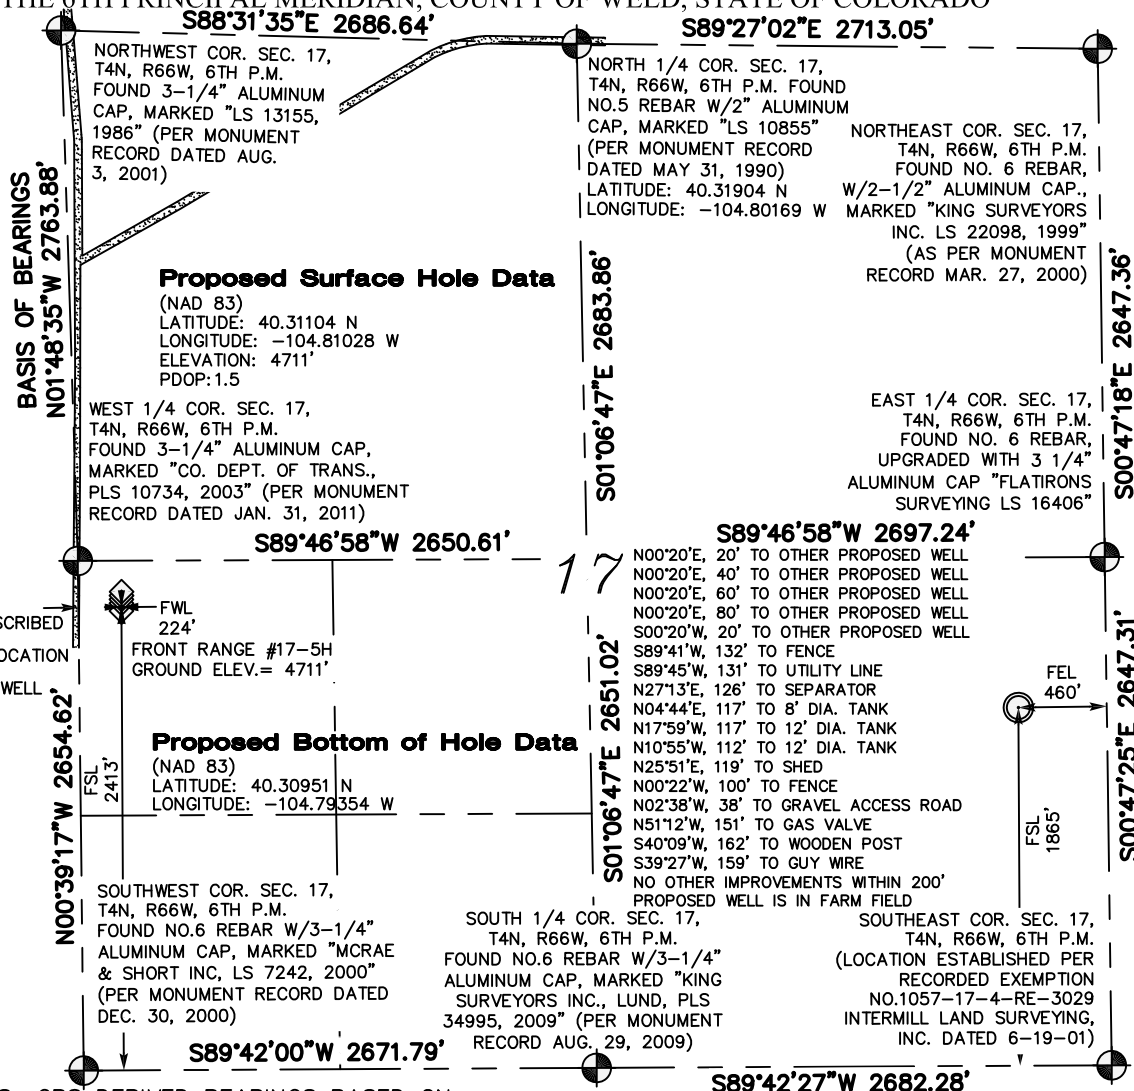 THE 6TH PRINCIPAL MERIDIAN, COUNTY OF WELD, STATE OF COLORADO
S88°31'35"E 2686.64'
S89°27'02"E 2713.05'
NORTHWEST COR. SEC. 17,
T4N, R66W, 6TH P.M.
FOUND 3-1/4" ALUMINUM
CAP, MARKED "LS 13155,
1986" (PER MONUMENT
RECORD DATED AUG.
3, 2001)
NORTH 1/4 COR. SEC. 17,
T4N, R66W, 6TH P.M. FOUND
NO.5 REBAR W/2" ALUMINUM
CAP, MARKED "LS 10855"
(PER MONUMENT RECORD
DATED MAY 31, 1990)
LATITUDE: 40.31904 N
LONGITUDE: -104.80169 W
NORTHEAST COR. SEC. 17,
T4N, R66W, 6TH P.M.
FOUND NO. 6 REBAR,
W/2-1/2" ALUMINUM CAP.,
MARKED "KING SURVEYORS
INC. LS 22098, 1999"
(AS PER MONUMENT
RECORD MAR. 27, 2000)
BASIS OF BEARINGS
N01°48'35"W 2763.88'
Proposed Surface Hole Data
(NAD 83)
LATITUDE: 40.31104 N
LONGITUDE: -104.81028 W
ELEVATION: 4711'
PDOP:1.5
S01°06'47"E 2683.86'
S00°47'18"E 2647.36'
WEST 1/4 COR. SEC. 17,
T4N, R66W, 6TH P.M.
FOUND 3-1/4" ALUMINUM CAP,
MARKED "CO. DEPT. OF TRANS.,
PLS 10734, 2003" (PER MONUMENT
RECORD DATED JAN. 31, 2011)
EAST 1/4 COR. SEC. 17,
T4N, R66W, 6TH P.M.
FOUND NO. 6 REBAR,
UPGRADED WITH 3 1/4"
ALUMINUM CAP "FLATIRONS
SURVEYING LS 16406"
S89°46'58"W 2650.61'
S89°46'58"W 2697.24'
17
N00°20'E, 20' TO OTHER PROPOSED WELL
N00°20'E, 40' TO OTHER PROPOSED WELL
N00°20'E, 60' TO OTHER PROPOSED WELL
N00°20'E, 80' TO OTHER PROPOSED WELL
S00°20'W, 20' TO OTHER PROPOSED WELL
S89°41'W, 132' TO FENCE
S89°45'W, 131' TO UTILITY LINE
N27°13'E, 126' TO SEPARATOR
N04°44'E, 117' TO 8' DIA. TANK
N17°59'W, 117' TO 12' DIA. TANK
N10°55'W, 112' TO 12' DIA. TANK
N25°51'E, 119' TO SHED
N00°22'W, 100' TO FENCE
N02°38'W, 38' TO GRAVEL ACCESS ROAD
N51°12'W, 151' TO GAS VALVE
S40°09'W, 162' TO WOODEN POST
S39°27'W, 159' TO GUY WIRE
NO OTHER IMPROVEMENTS WITHIN 200'
PROPOSED WELL IS IN FARM FIELD
SCRIBED
OCATION
WELL
FWL
224'
FRONT RANGE #17-5H
GROUND ELEV.= 4711'
FEL
460'
N00°39'17"W 2654.62'
FSL
2413'
Proposed Bottom of Hole Data
(NAD 83)
LATITUDE: 40.30951 N
LONGITUDE: -104.79354 W
S01°06'47"E 2651.02'
FSL
1865'
S00°47'25"E 2647.31'
SOUTHWEST COR. SEC. 17,
T4N, R66W, 6TH P.M.
FOUND NO.6 REBAR W/3-1/4"
ALUMINUM CAP, MARKED "MCRAE
& SHORT INC, LS 7242, 2000"
(PER MONUMENT RECORD DATED
DEC. 30, 2000)
SOUTH 1/4 COR. SEC. 17,
T4N, R66W, 6TH P.M.
FOUND NO.6 REBAR W/3-1/4"
ALUMINUM CAP, MARKED "KING
SURVEYORS INC., LUND, PLS
34995, 2009" (PER MONUMENT
RECORD AUG. 29, 2009)
SOUTHEAST COR. SEC. 17,
T4N, R66W, 6TH P.M.
(LOCATION ESTABLISHED PER
RECORDED EXEMPTION
NO.1057-17-4-RE-3029
INTERMILL LAND SURVEYING,
INC. DATED 6-19-01)
S89°42'00"W 2671.79'
S89°42'27"W 2682.28'